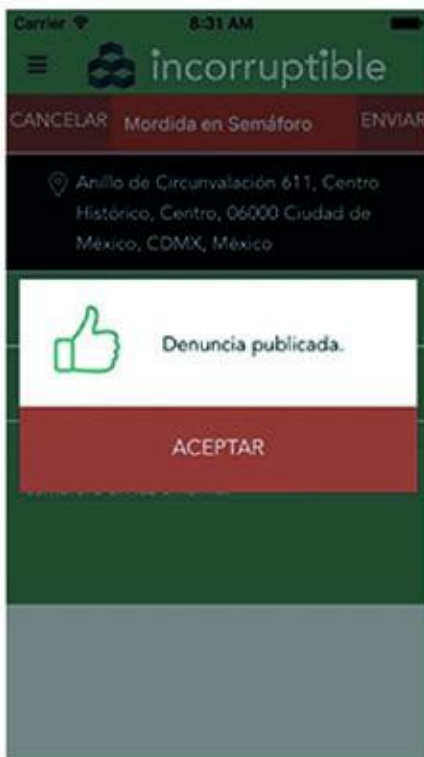 Carrier 8:31 AM
incorruptible
CANCELAR Mordida en Semáforo ENVIAR
Anillo de Circunvalación 611, Centro
Histórico, Centro, 06000 Ciudad de
México, CDMX, México
Denuncia publicada.
ACEPTAR